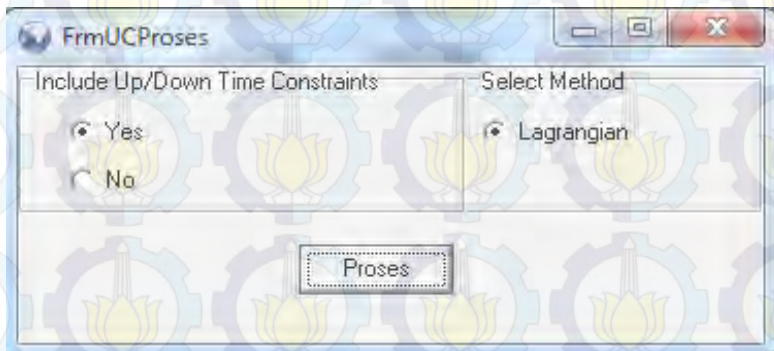 FrmUCProses
Include Up/Down Time Constraints
Select Method
Yes
Lagrangian
No
Proses